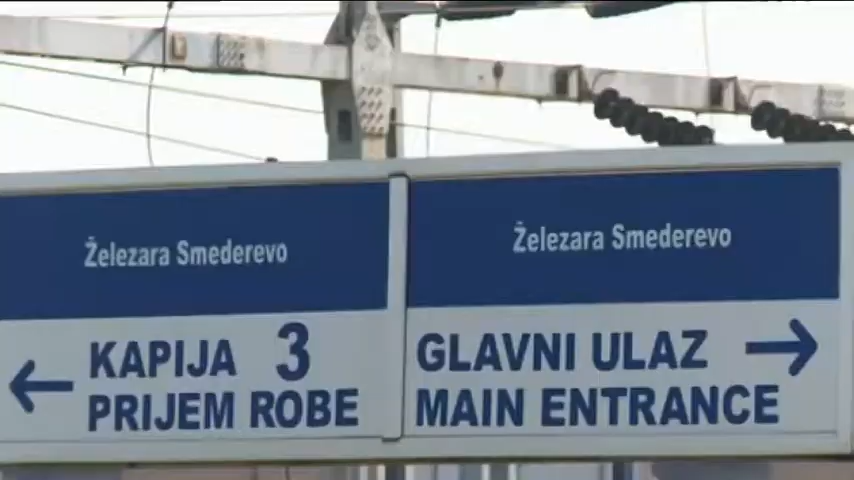 Železara Smederevo
KAPIJA 3
PRIJEM ROBE
Železara Smederevo
GLAVNI ULAZ
MAIN ENTRANCE